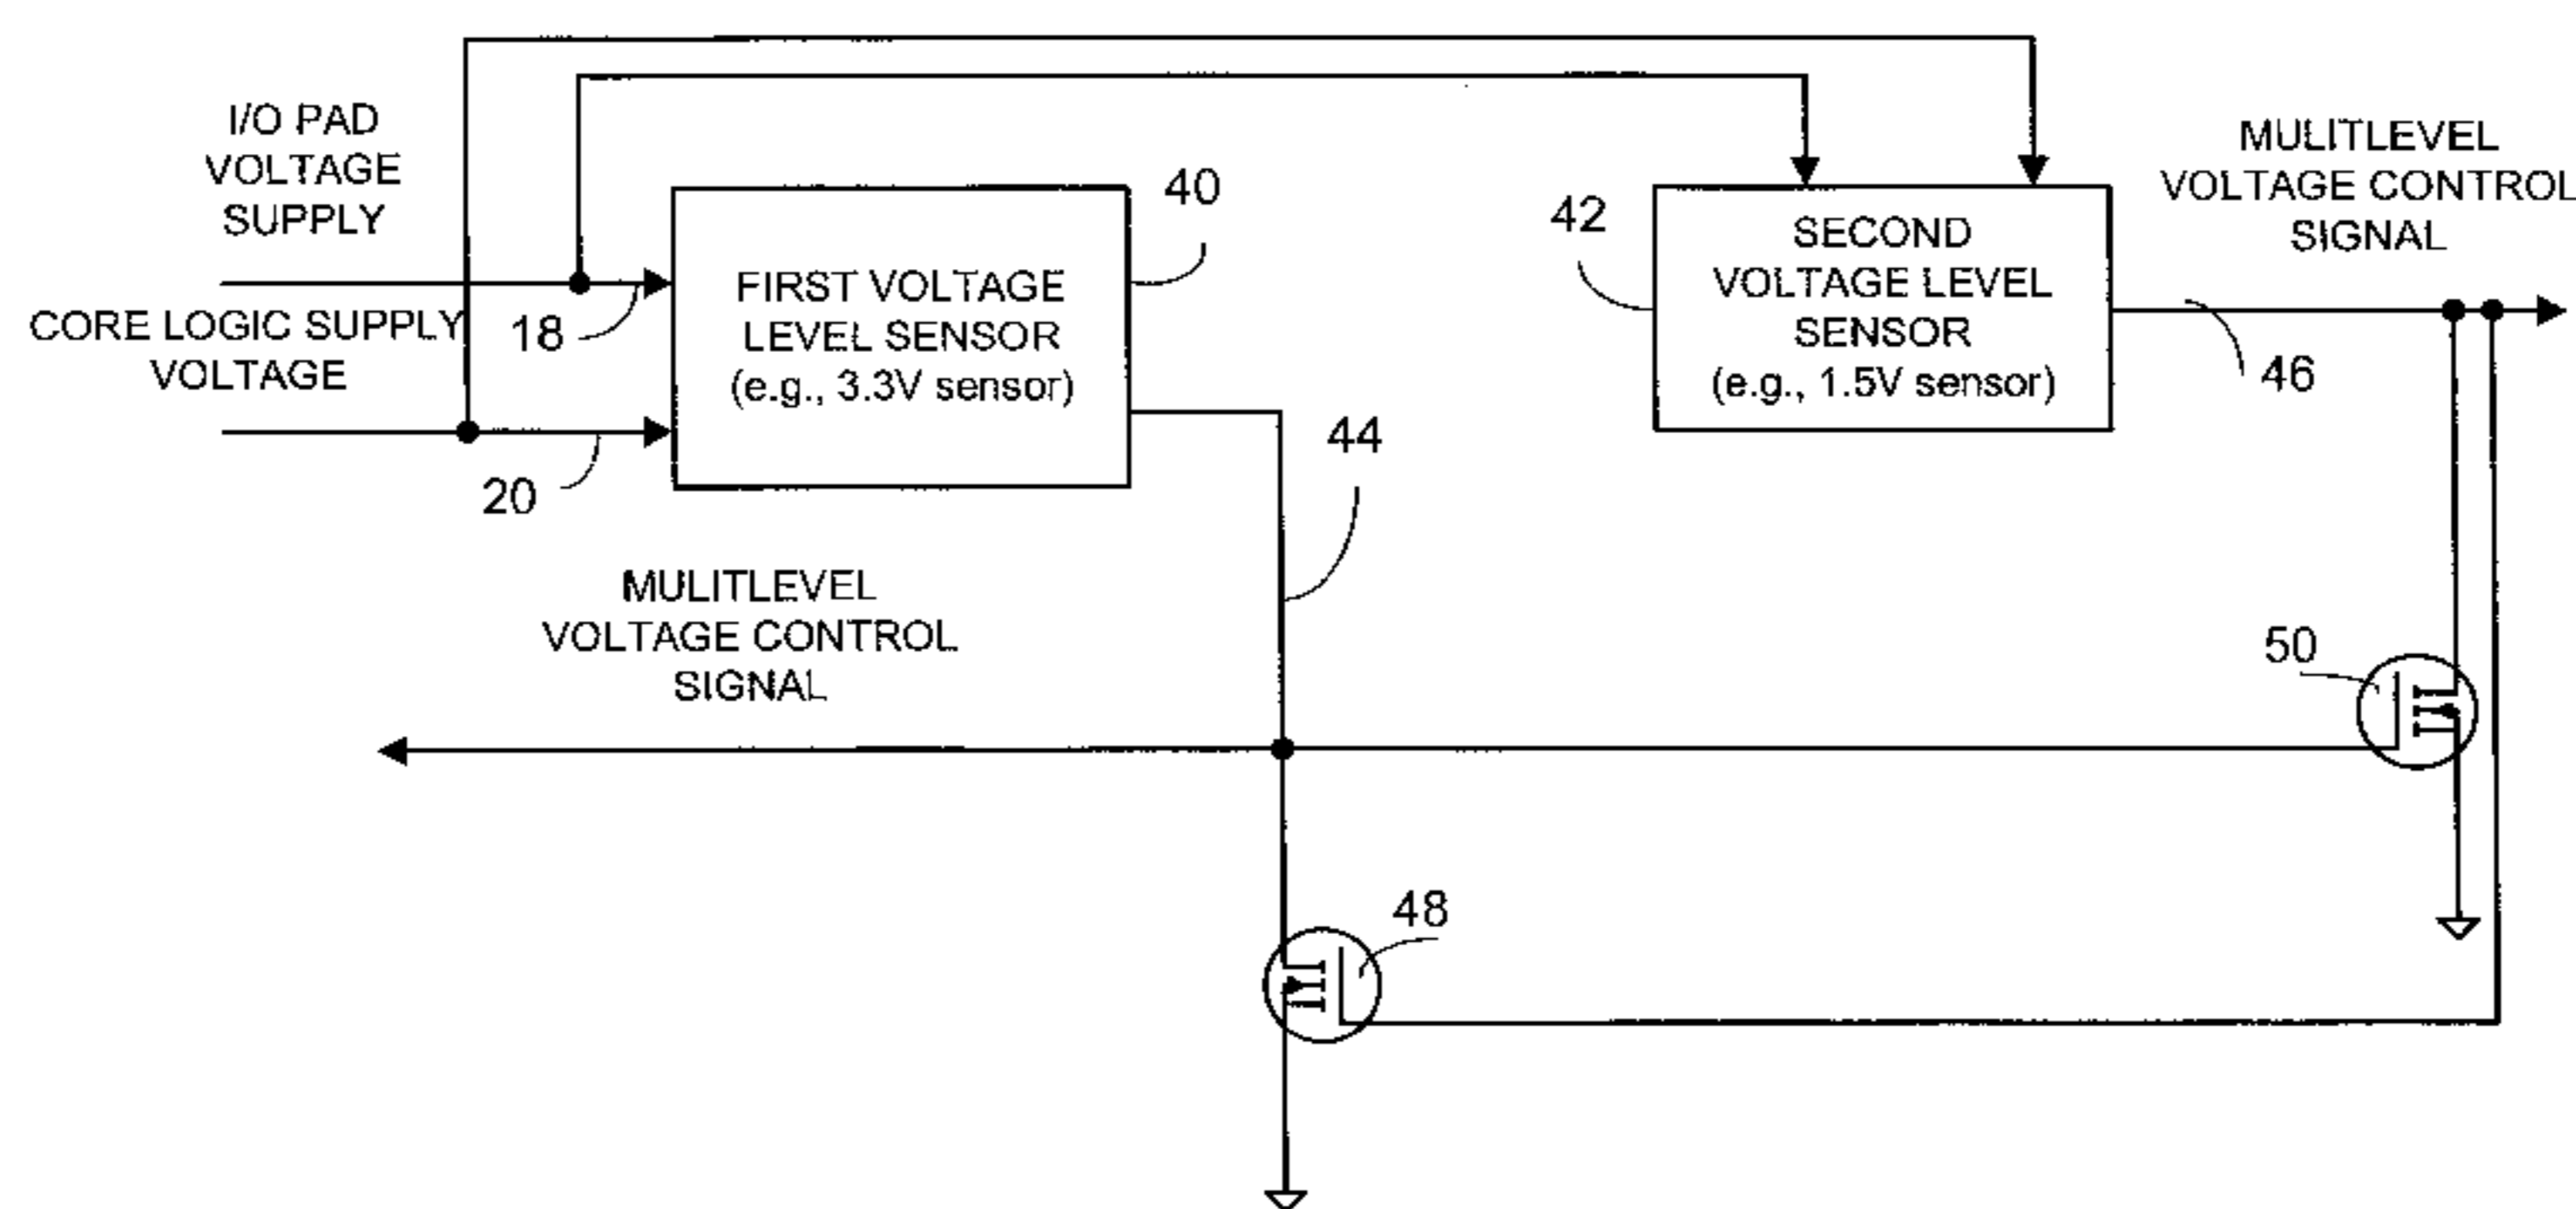 I/O PAD
VOLTAGE
SUPPLY
CORE LOGIC SUPPLY
VOLTAGE
18
20
FIRST VOLTAGE
LEVEL SENSOR
(e.g., 3.3V sensor)
40
42
SECOND
VOLTAGE LEVEL
SENSOR
(e.g., 1.5V sensor)
MULITLEVEL
VOLTAGE CONTROL
SIGNAL
46
44
MULITLEVEL
VOLTAGE CONTROL
SIGNAL
50
48